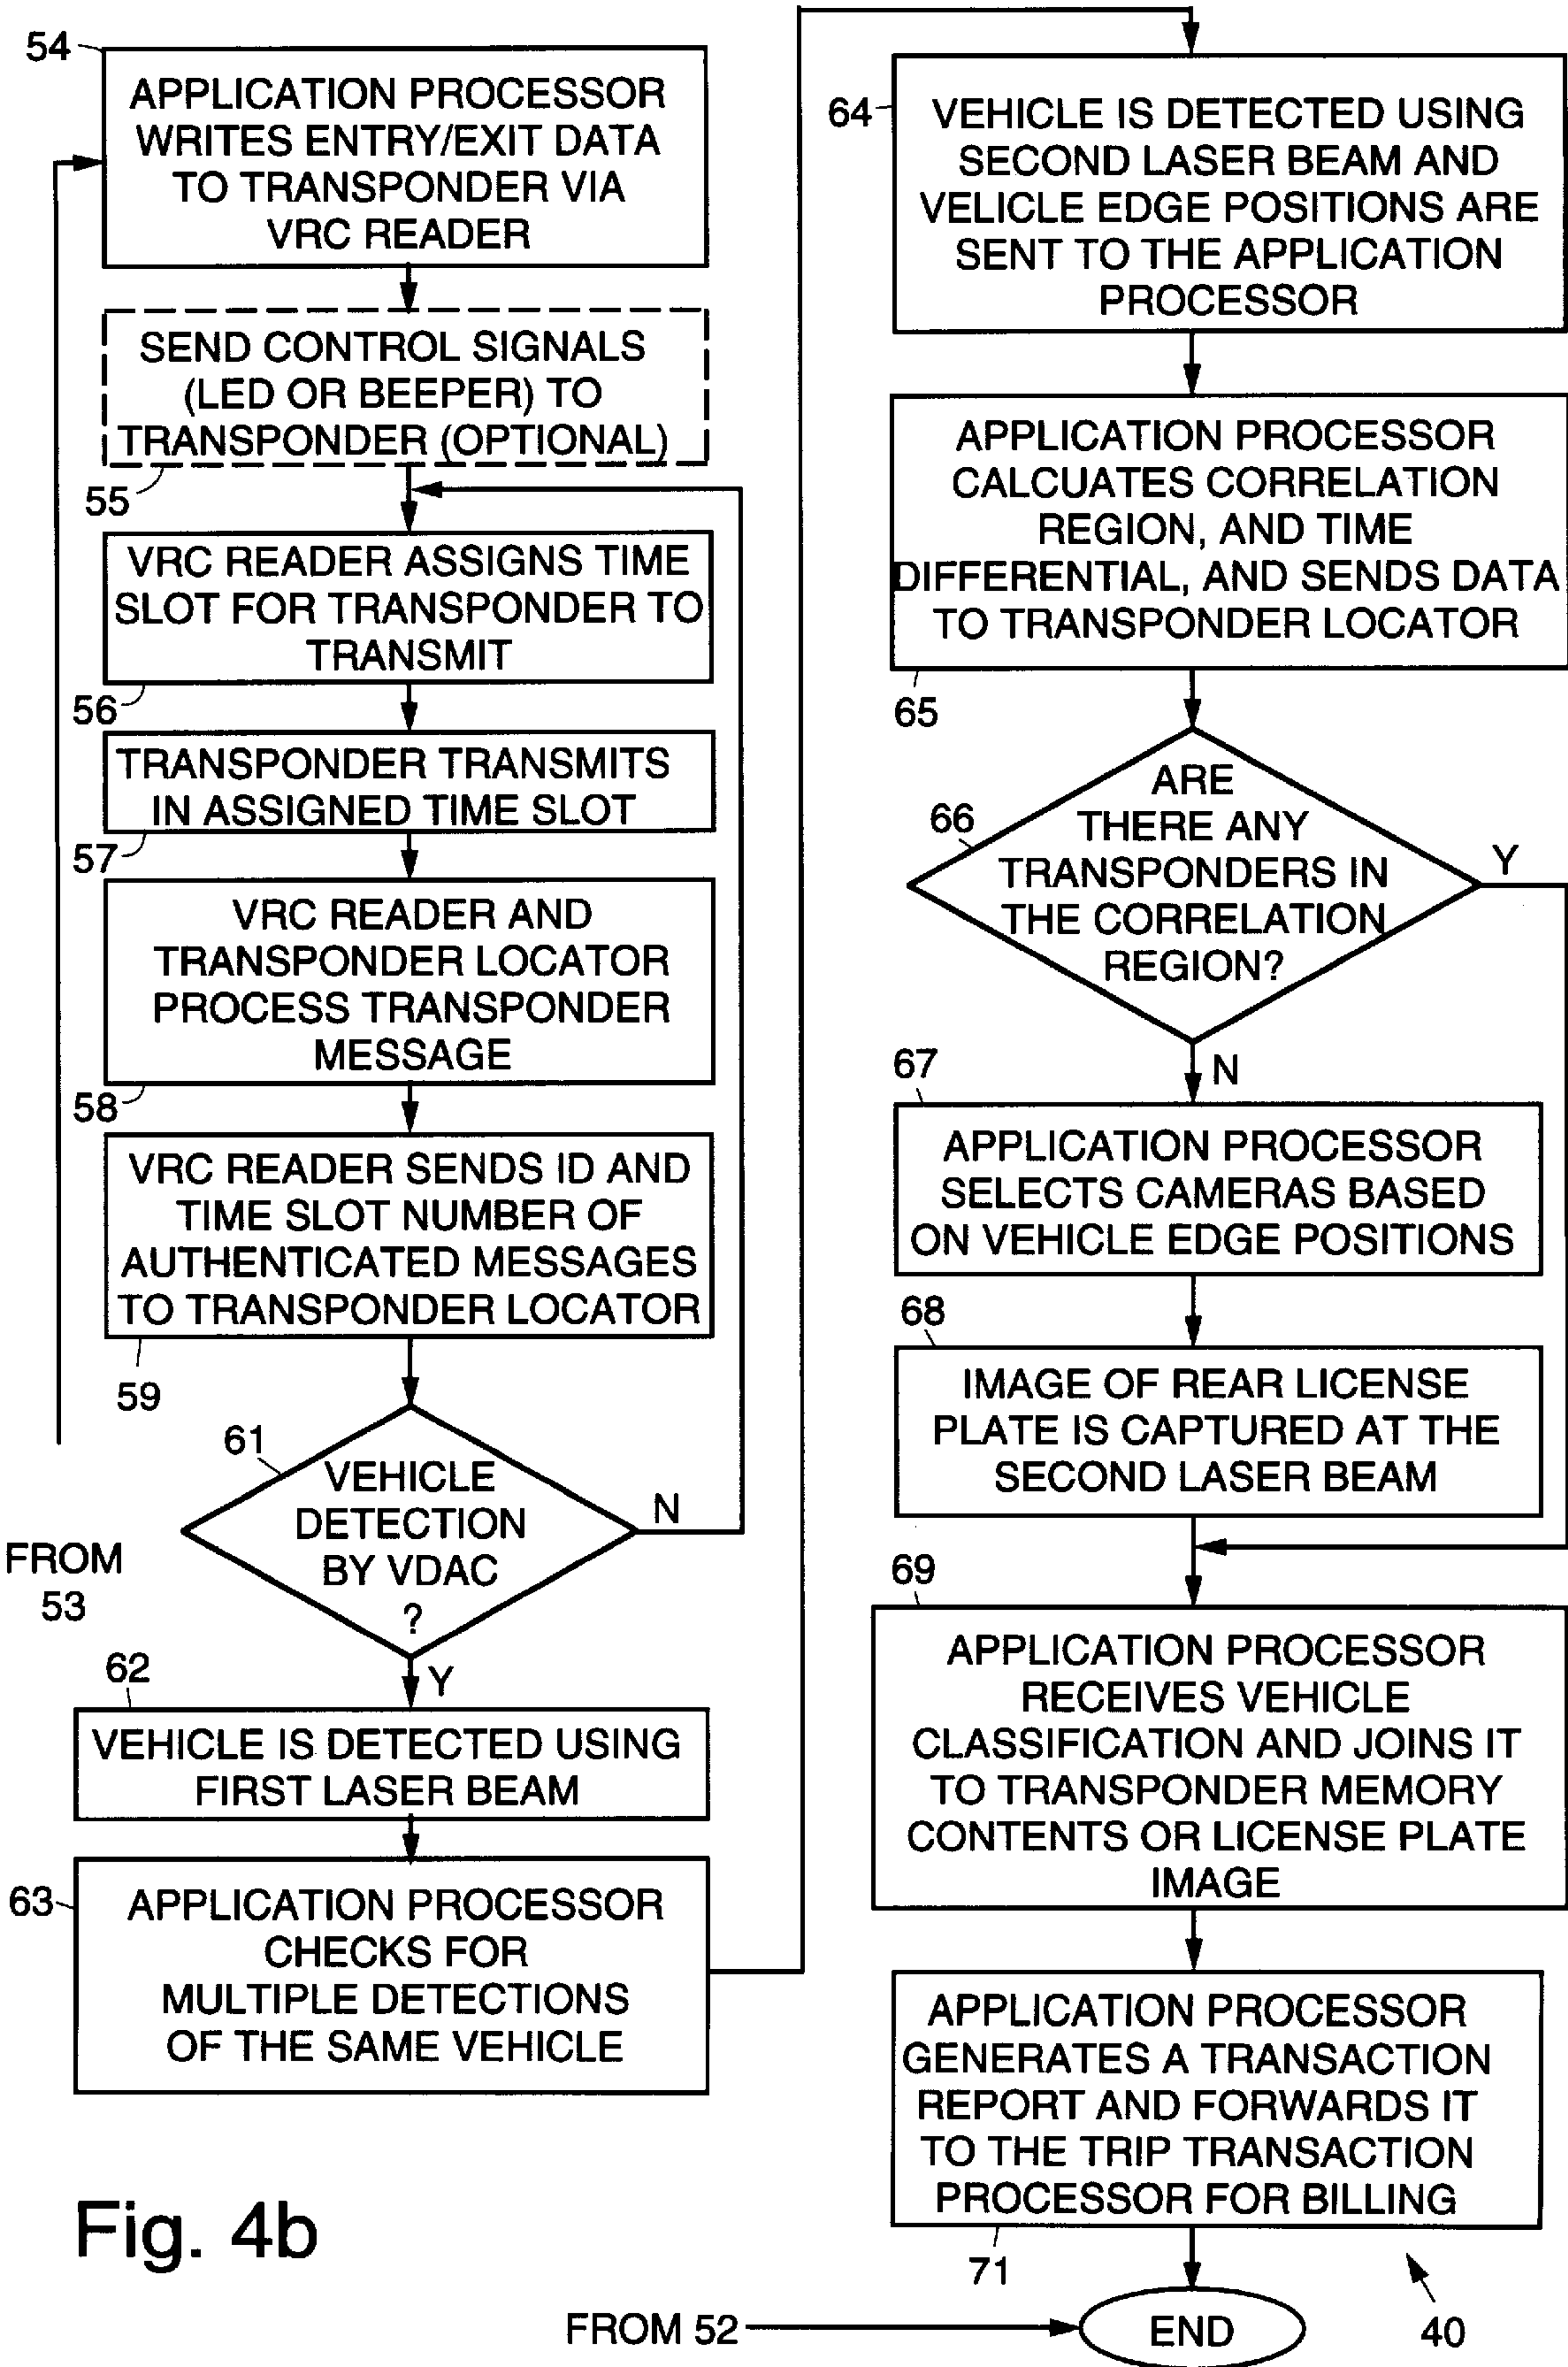 54
APPLICATION PROCESSOR
WRITES ENTRY/EXIT DATA
TO TRANSPONDER VIA
VRC READER
SEND CONTROL SIGNALS
(LED OR BEEPER) TO
TRANSPONDER (OPTIONAL)
55
VRC READER ASSIGNS TIME
SLOT FOR TRANSPONDER TO
TRANSMIT
56
TRANSPONDER TRANSMITS
IN ASSIGNED TIME SLOT
57
VRC READER AND
TRANSPONDER LOCATOR
PROCESS TRANSPONDER
MESSAGE
58
VRC READER SENDS ID AND
TIME SLOT NUMBER OF
AUTHENTICATED MESSAGES
TO TRANSPONDER LOCATOR
59
61
VEHICLE
DETECTION
BY VDAC
?
N
FROM
53
Y
62
VEHICLE IS DETECTED USING
FIRST LASER BEAM
63
APPLICATION PROCESSOR
CHECKS FOR
MULTIPLE DETECTIONS
OF THE SAME VEHICLE
64
VEHICLE IS DETECTED USING
SECOND LASER BEAM AND
VELICLE EDGE POSITIONS ARE
SENT TO THE APPLICATION
PROCESSOR
APPLICATION PROCESSOR
CALCUATES CORRELATION
REGION, AND TIME
DIFFERENTIAL, AND SENDS DATA
TO TRANSPONDER LOCATOR
65
66
ARE
THERE ANY
TRANSPONDERS IN
THE CORRELATION
REGION?
Y
N
67
APPLICATION PROCESSOR
SELECTS CAMERAS BASED
ON VEHICLE EDGE POSITIONS
68
IMAGE OF REAR LICENSE
PLATE IS CAPTURED AT THE
SECOND LASER BEAM
69
APPLICATION PROCESSOR
RECEIVES VEHICLE
CLASSIFICATION AND JOINS IT
TO TRANSPONDER MEMORY
CONTENTS OR LICENSE PLATE
IMAGE
APPLICATION PROCESSOR
GENERATES A TRANSACTION
REPORT AND FORWARDS IT
TO THE TRIP TRANSACTION
PROCESSOR FOR BILLING
71
FROM 52
END
40
Fig. 4b